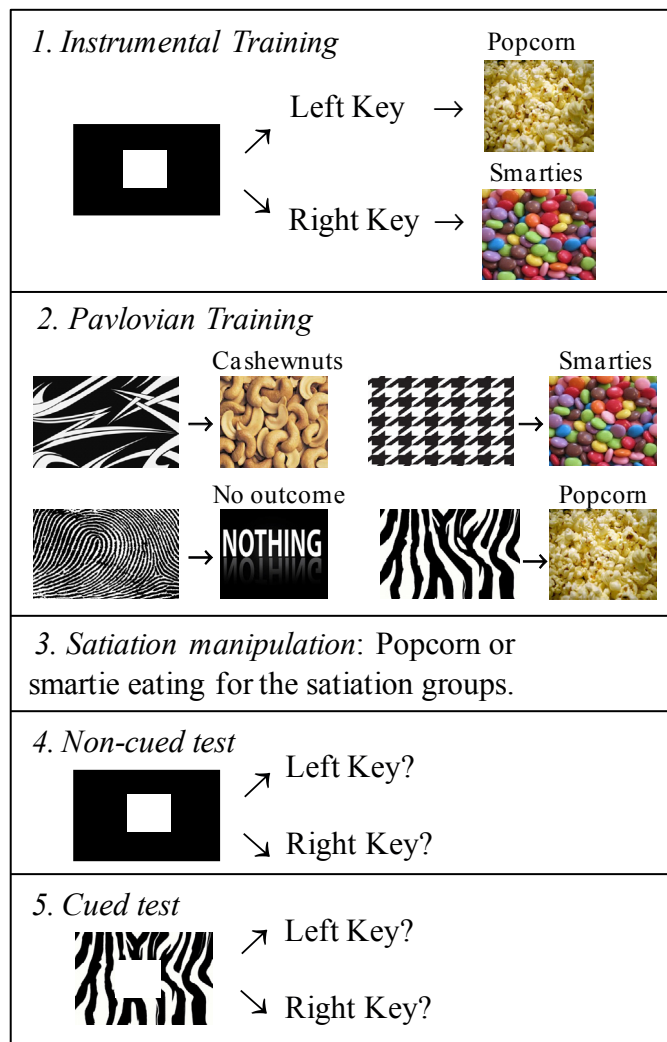 1. Instrumental Training
Popcorn
Left Key →
Smarties
Right Key →
2. Pavlovian Training
Cashewnuts
Smarties
No outcome
Popcorn
NOTHING
3. Satiation manipulation: Popcorn or
smartie eating for the satiation groups.
4. Non-cued test
Left Key?
Right Key?
5. Cued test
Left Key?
Right Key?